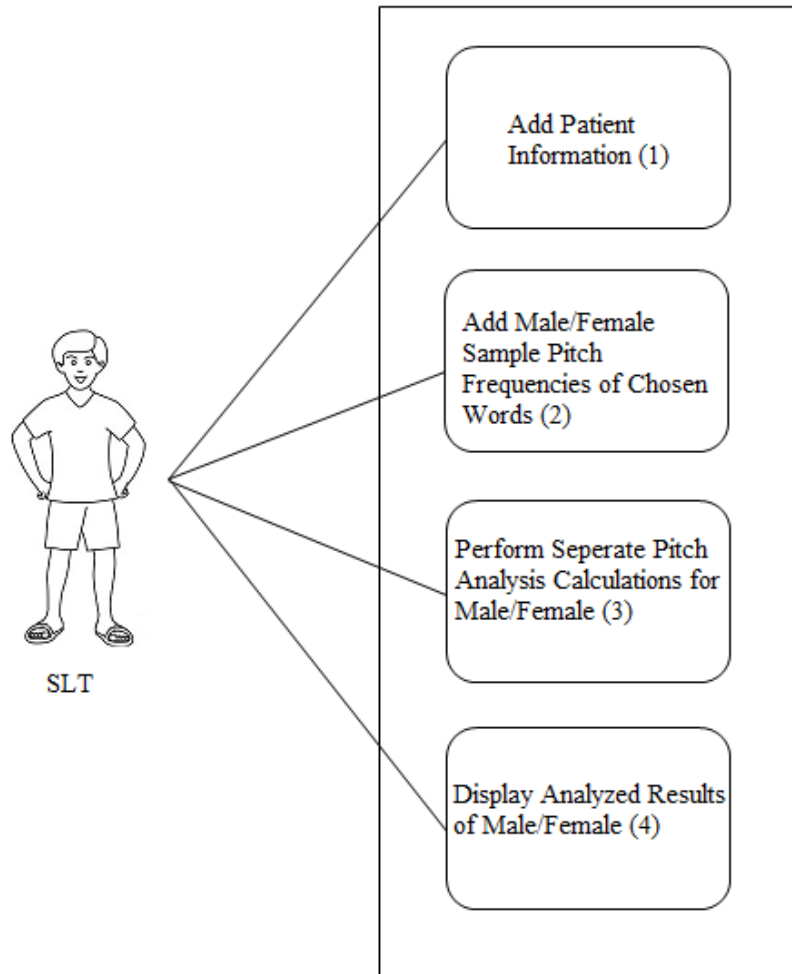 Add Patient
Information (1)
Add Male/Female
Sample Pitch
Frequencies of Chosen
Words (2)
Perform Seperate Pitch
Analysis Calculations for
Male/Female (3)
SLT
Display Analyzed Results
of Male/Female (4)